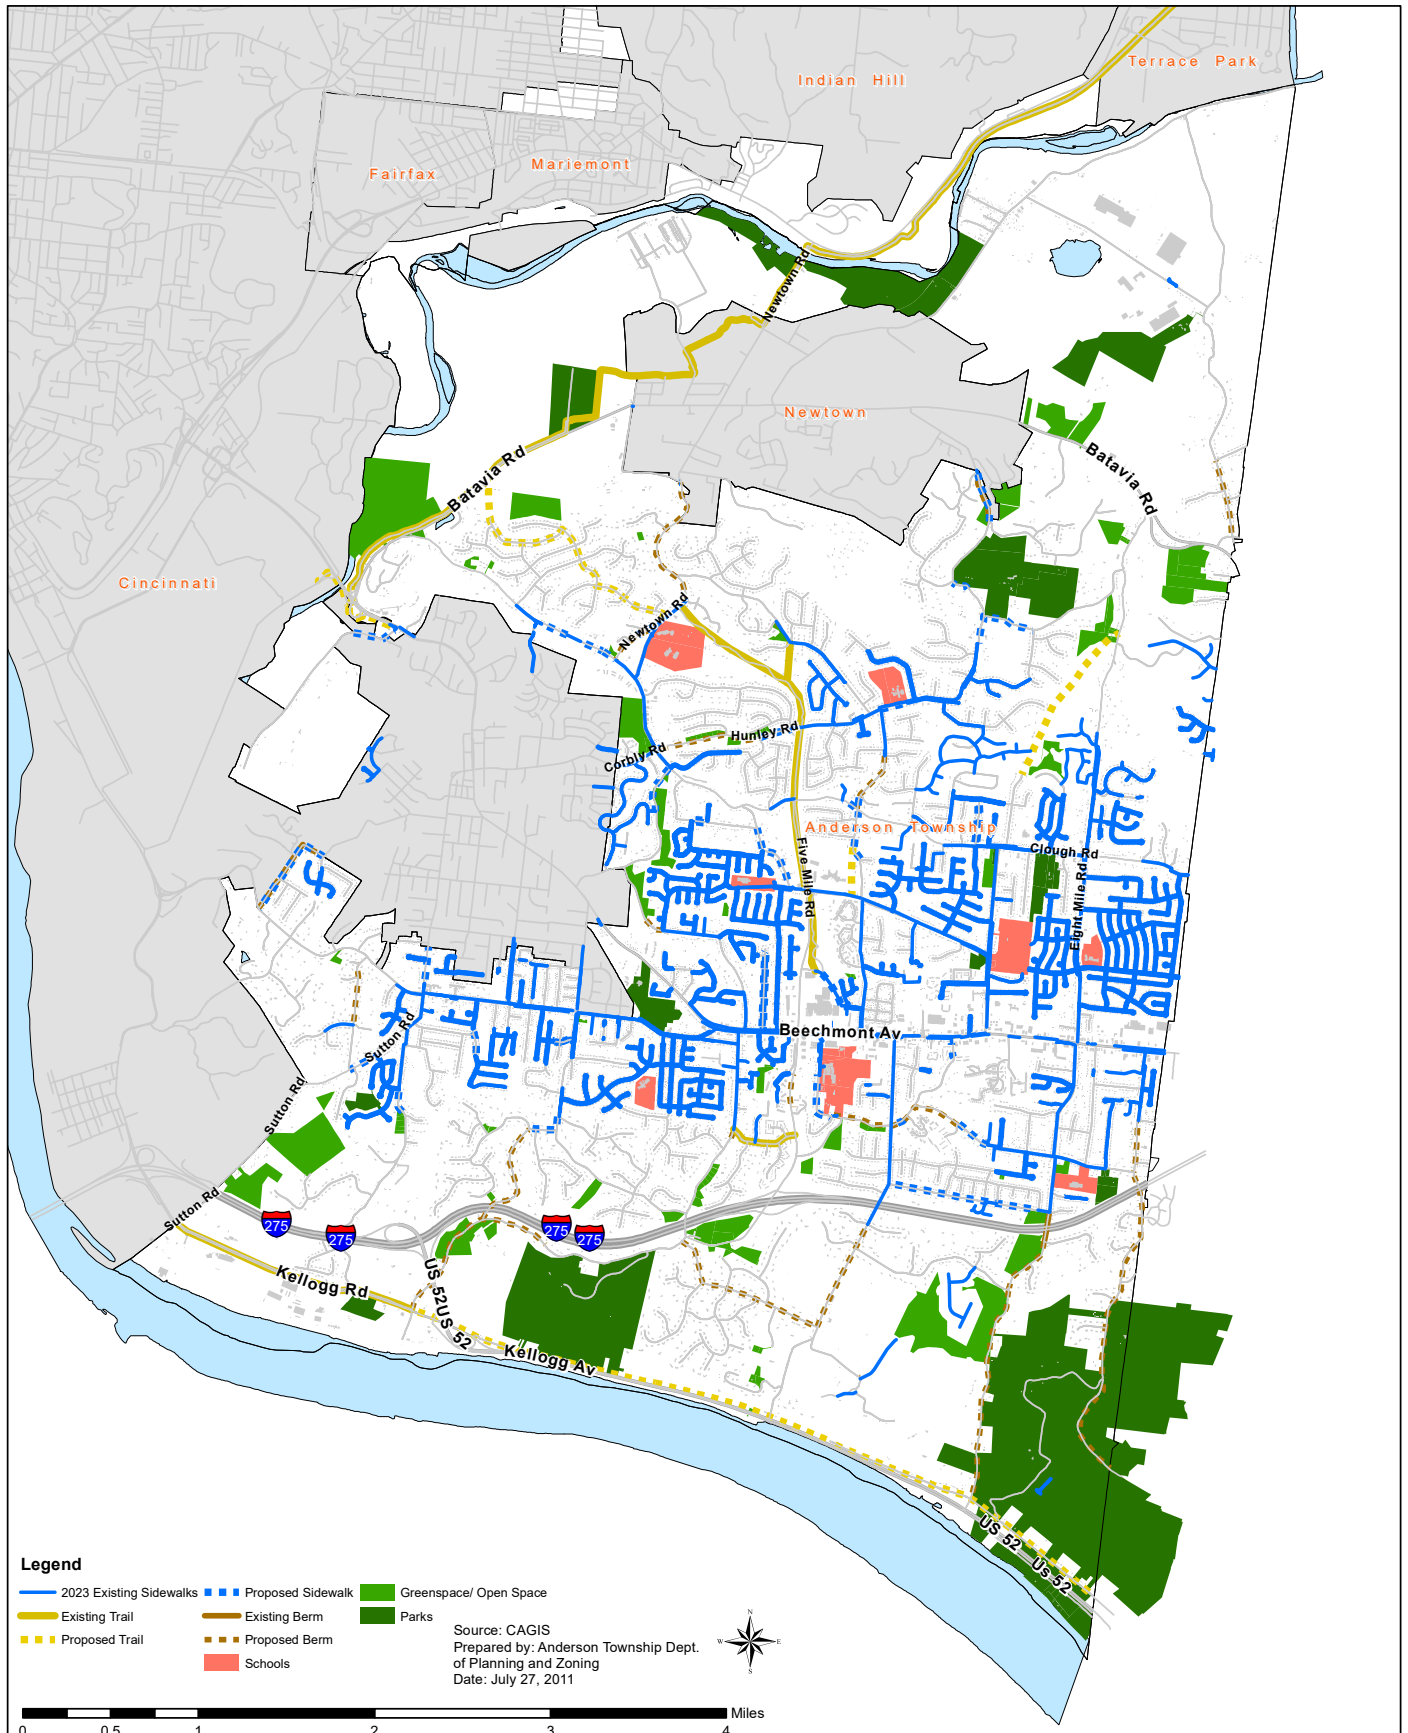 Terrace Park
Indian Hill
Mariemont
Fairfax
Newtown Rd
Newtown
Batavia Rd
Batavia Rd
Cincinnati
Newtown Rd
Hunley Rd
Corbly Rd
Anderson Township
Clough Rd
Five Mile Rd
Eight Mile Rd
Beechmont Av
Sutton Rd
Sutton Rd
Sutton Rd
275
275
275
275
Kellogg Rd
US 52
US 52
Kellogg Av
US 52
Us 52
Legend
2023 Existing Sidewalks
Proposed Sidewalk
Greenspace/ Open Space
Existing Trail
Existing Berm
Parks
Proposed Trail
Proposed Berm
Schools
Source: CAGIS
Prepared by: Anderson Township Dept.
of Planning and Zoning
Date: July 27, 2011
N
W
E
S
Miles
0 0.5 1 2 3 4